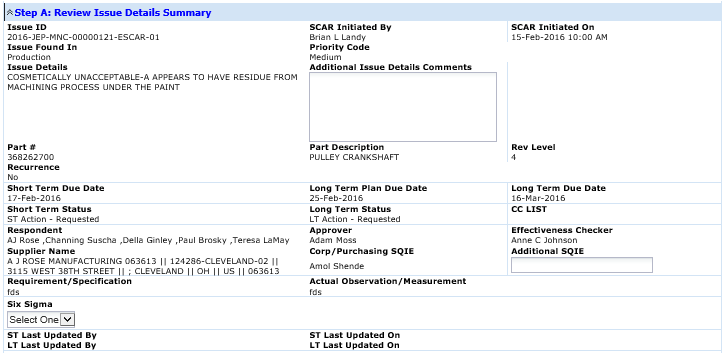 Step A: Review Issue Details Summary
Issue ID SCAR Initiated By SCAR Initiated On
2016-JEP-MNC-00000121-ESCAR-01 Brian L Landy 15-Feb-2016 10:00 AM
Issue Found In Priority Code
Production Medium
Issue Details Additional Issue Details Comments
COSMETICALLY UNACCEPTABLE-A APPEARS TO HAVE RESIDUE FROM
MACHINING PROCESS UNDER THE PAINT
Part # Part Description Rev Level
368262700 PULLEY CRANKSHAFT 4
Recurrence
No
Short Term Due Date Long Term Plan Due Date Long Term Due Date
17-Feb-2016 25-Feb-2016 16-Mar-2016
Short Term Status Long Term Status CC LIST
ST Action - Requested LT Action - Requested
Respondent Approver Effectiveness Checker
AJ Rose ,Channing Suscha ,Della Ginley ,Paul Brosky ,Teresa LaMay Adam Moss Anne C Johnson
Supplier Name Corp/Purchasing SQIE Additional SQIE
A J ROSE MANUFACTURING 063613 || 124286-CLEVELAND-02 ||
3115 WEST 38TH STREET || ; CLEVELAND || OH || US || 063613 Amol Shende
Requirement/Specification Actual Observation/Measurement
fds fds
Six Sigma
Select One
ST Last Updated By ST Last Updated On
LT Last Updated By LT Last Updated On